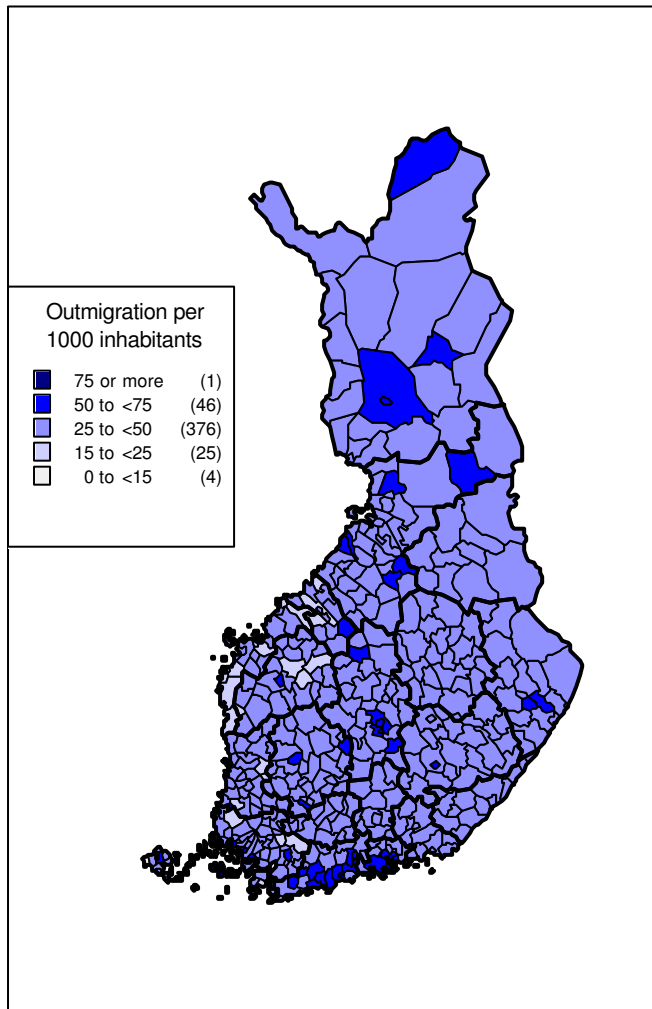 Outmigration per
1000 inhabitants
75 or more (1)
50 to <75 (46)
25 to <50 (376)
15 to <25 (25)
0 to <15 (4)